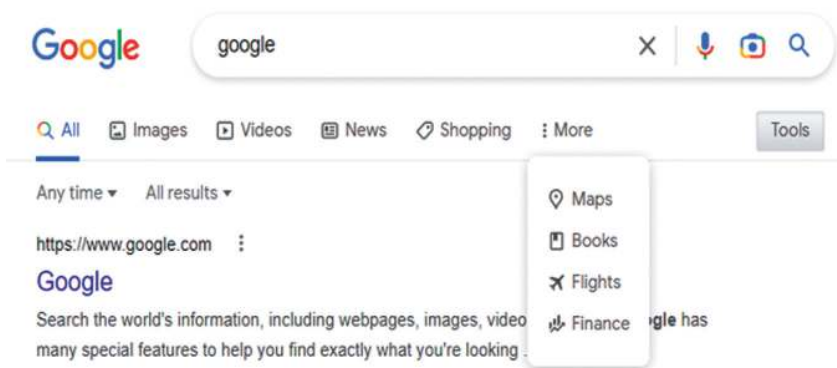 Google google
All Images Videos News Shopping More Tools
Any time All results
Maps
https://www.google.com
Books
Google
Flights
Search the world's information, including webpages, images, video gle has
Finance
many special features to help you find exactly what you're looking .